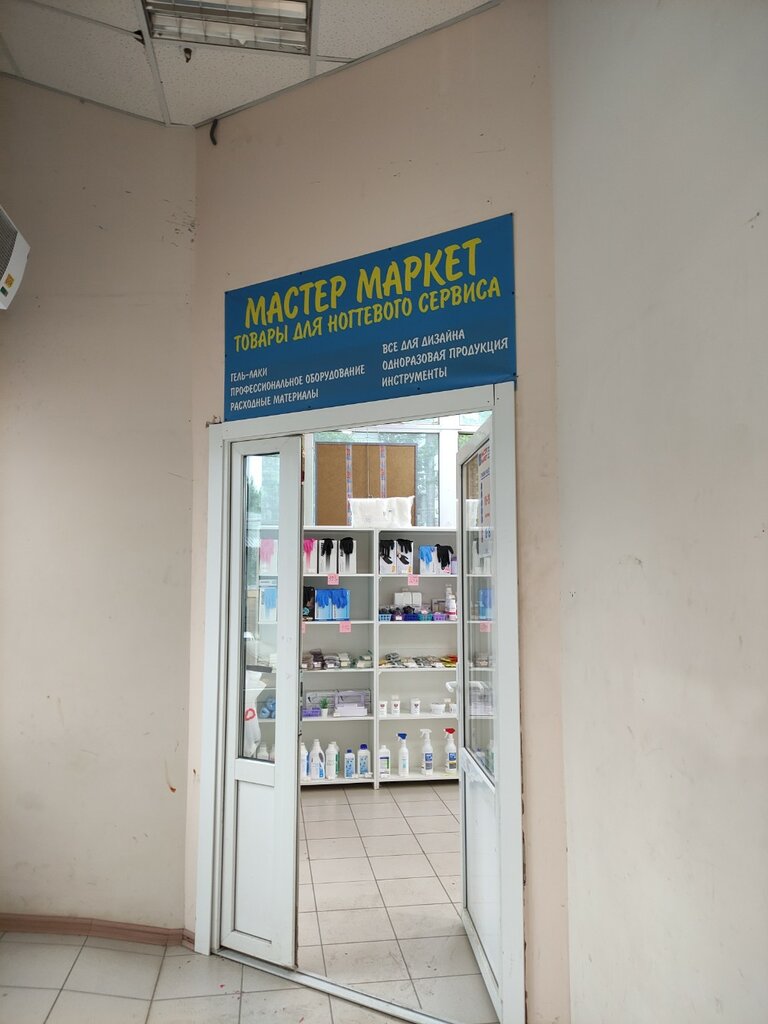 МАСТЕР МАРКЕТ
ТОВАРЫ ДЛЯ НОГТЕВОГО СЕРВИСА
ГЕЛЬ-ЛАКИ
ПРОФЕССИОНАЛЬНОЕ ОБОРУДОВАНИЕ
РАСХОДНЫЕ МАТЕРИАЛЫ
ВСЕ ДЛЯ ДИЗАЙНА
ОДНОРАЗОВАЯ ПРОДУКЦИЯ
ИНСТРУМЕНТЫ